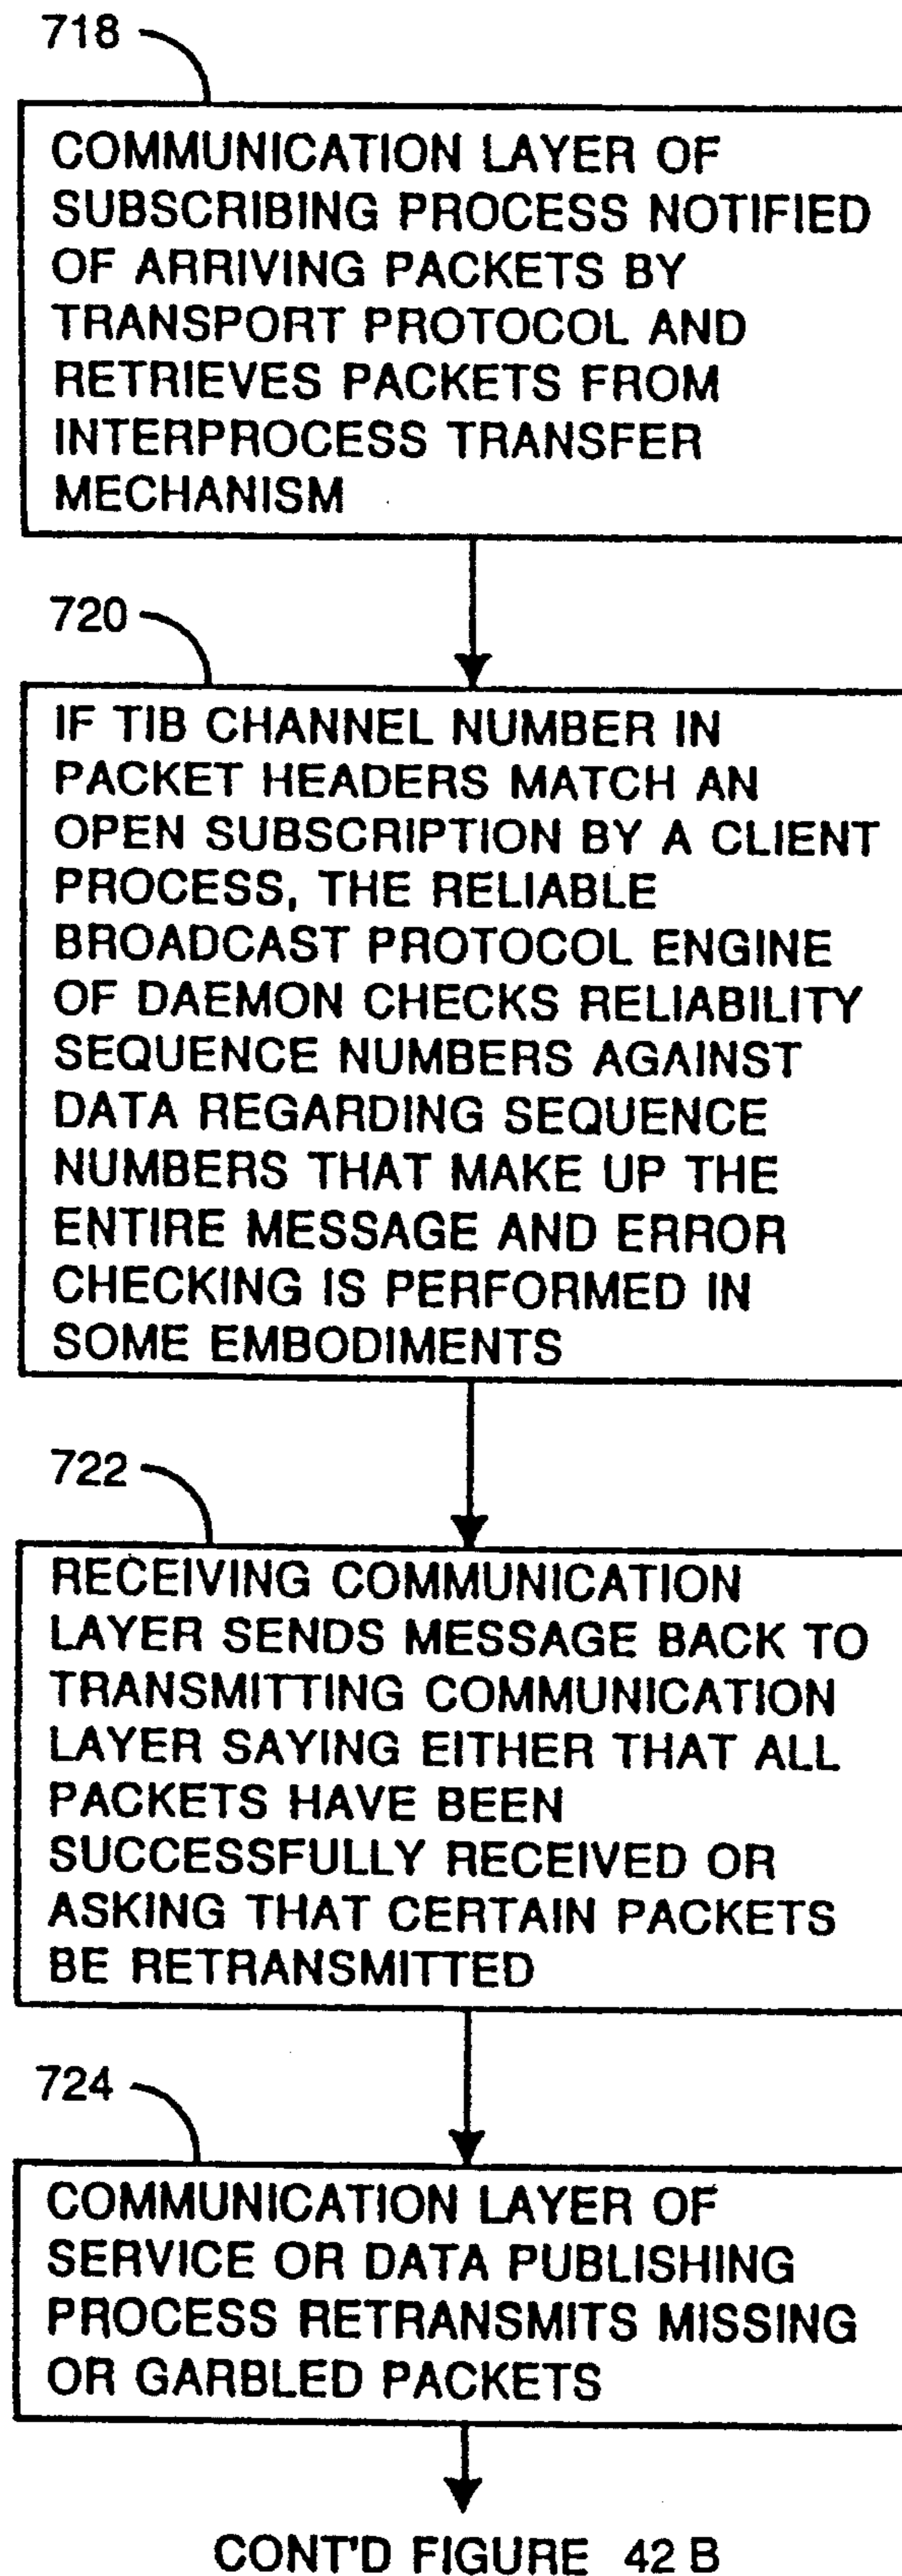 718
COMMUNICATION LAYER OF
SUBSCRIBING PROCESS NOTIFIED
OF ARRIVING PACKETS BY
TRANSPORT PROTOCOL AND
RETRIEVES PACKETS FROM
INTERPROCESS TRANSFER
MECHANISM
720
IF TIB CHANNEL NUMBER IN
PACKET HEADERS MATCH AN
OPEN SUBSCRIPTION BY A CLIENT
PROCESS, THE RELIABLE
BROADCAST PROTOCOL ENGINE
OF DAEMON CHECKS RELIABILITY
SEQUENCE NUMBERS AGAINST
DATA REGARDING SEQUENCE
NUMBERS THAT MAKE UP THE
ENTIRE MESSAGE AND ERROR
CHECKING IS PERFORMED IN
SOME EMBODIMENTS
722
RECEIVING COMMUNICATION
LAYER SENDS MESSAGE BACK TO
TRANSMITTING COMMUNICATION
LAYER SAYING EITHER THAT ALL
PACKETS HAVE BEEN
SUCCESSFULLY RECEIVED OR
ASKING THAT CERTAIN PACKETS
BE RETRANSMITTED
724
COMMUNICATION LAYER OF
SERVICE OR DATA PUBLISHING
PROCESS RETRANSMITS MISSING
OR GARBLED PACKETS
CONT'D FIGURE 42 B